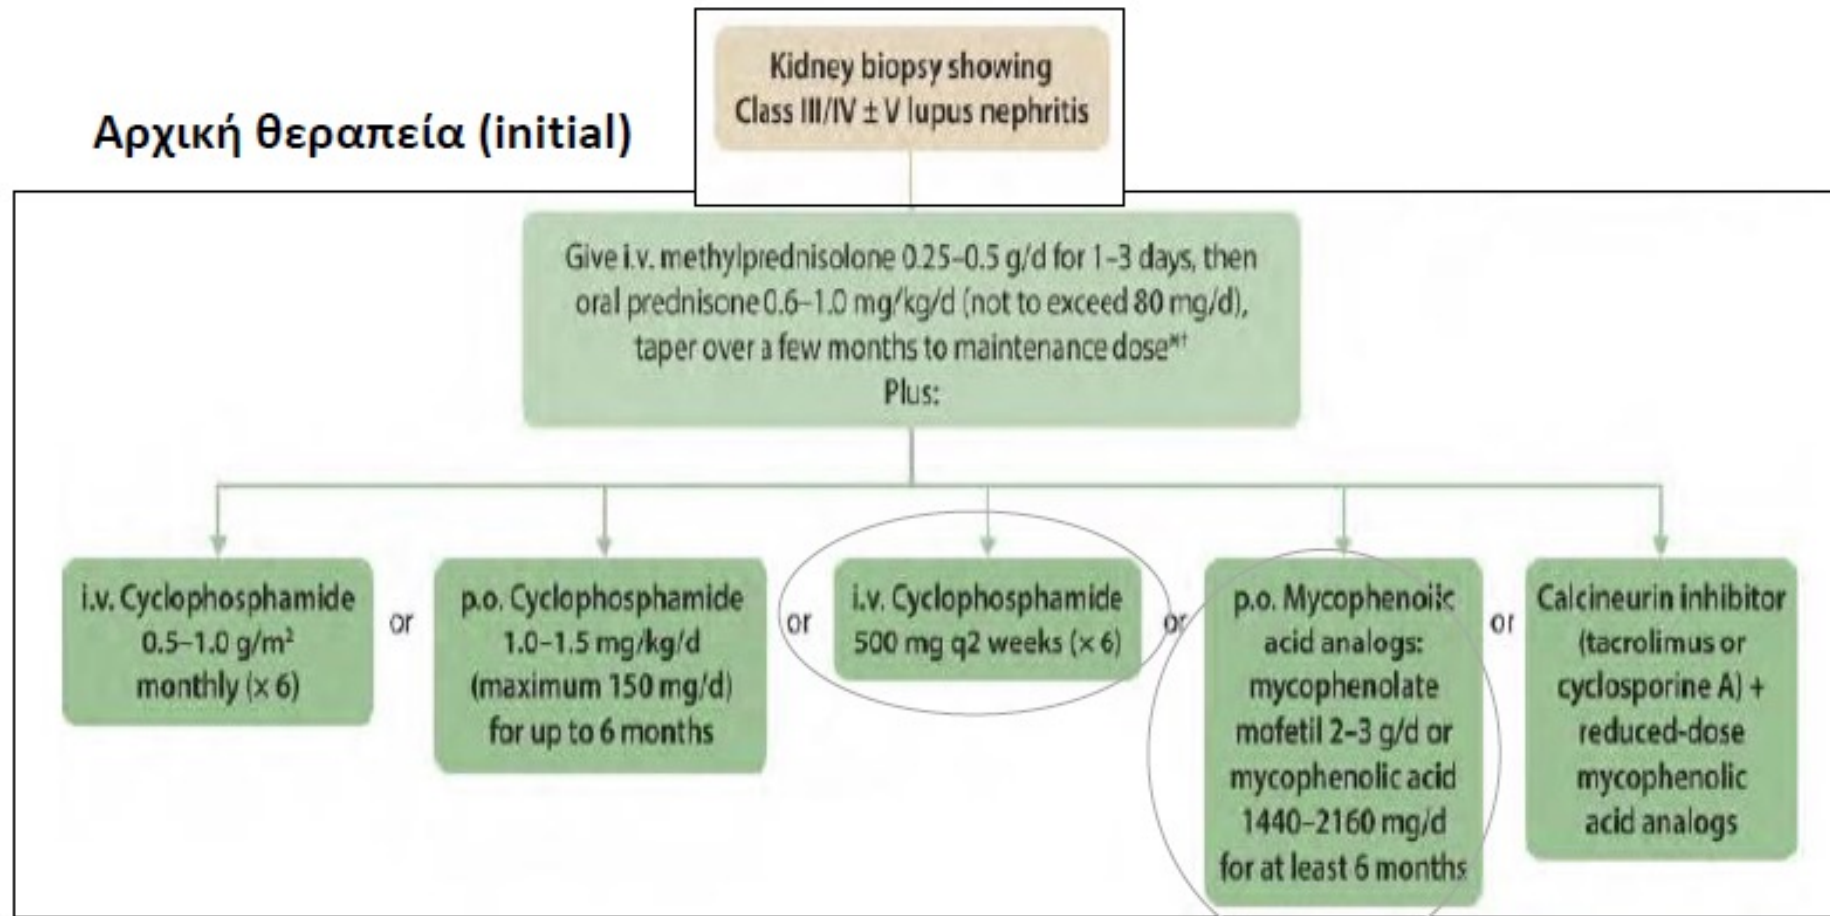 Kidney biopsy showing
Class III/IV ± V lupus nephritis
Αρχική θεραπεία (initial)
Give i.v. methylprednisolone 0.25–0.5 g/d for 1–3 days, then
oral prednisone 0.6–1.0 mg/kg/d (not to exceed 80 mg/d),
taper over a few months to maintenance dose*†
Plus:
i.v. Cyclophosphamide
0.5–1.0 g/m²
monthly (× 6)
or
p.o. Cyclophosphamide
1.0–1.5 mg/kg/d
(maximum 150 mg/d)
for up to 6 months
or
i.v. Cyclophosphamide
500 mg q2 weeks (× 6)
or
p.o. Mycophenolic
acid analogs:
mycophenolate
mofetil 2–3 g/d or
mycophenolic acid
1440–2160 mg/d
for at least 6 months
or
Calcineurin inhibitor
(tacrolimus or
cyclosporine A) +
reduced-dose
mycophenolic
acid analogs